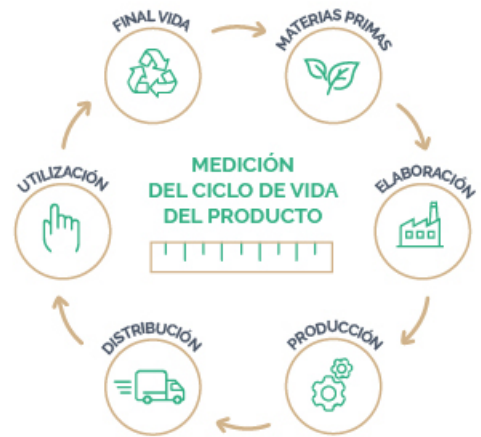 FINAL VIDA
MATERIAS PRIMAS
UTILIZACIÓN
MEDICIÓN
DEL CICLO DE VIDA
DEL PRODUCTO
ELABORACIÓN
DISTRIBUCIÓN
PRODUCCIÓN